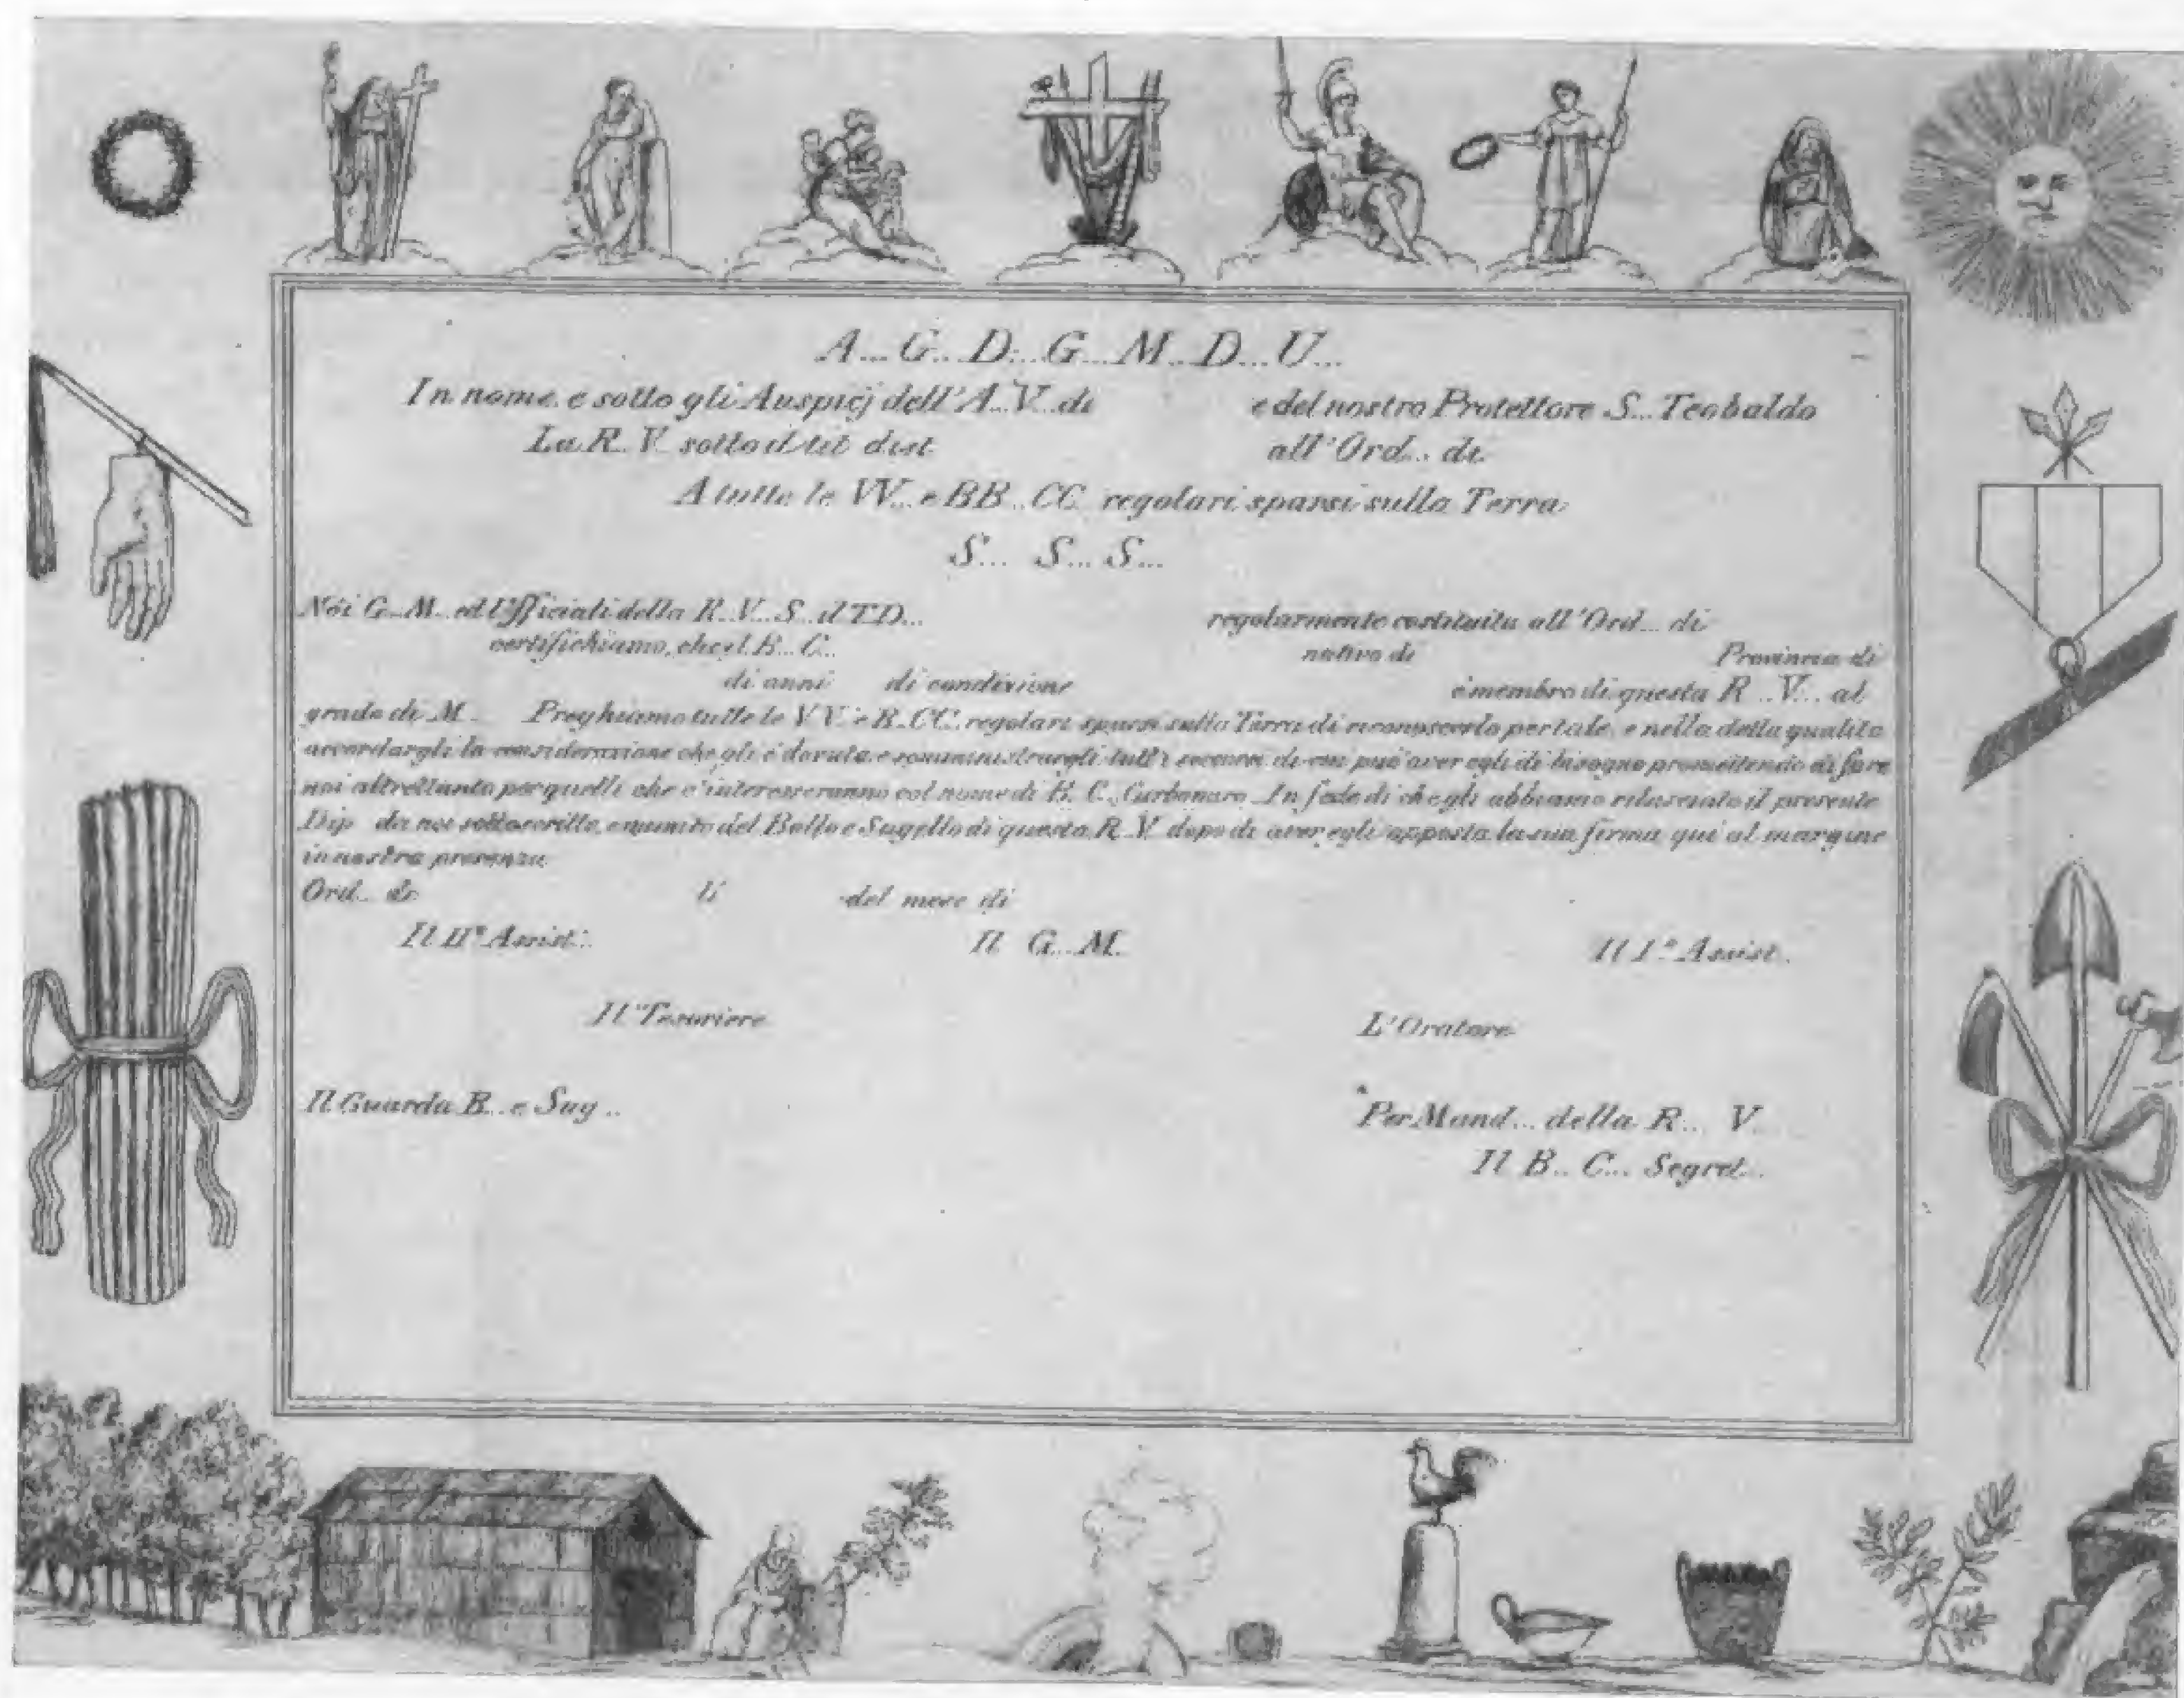 A... G... D... G... M... D... U...
In nome e sotto gli Auspicj dell'A... V... di e del nostro Protettore S... Teobaldo
La R... V... sotto il tit. dist. all'Ord... di
A tutte le VV... e BB... CC. regolari sparsi sulla Terra
S... S... S...
Noi G... M... ed Ufficiali della R... V... S... il T D... regolarmente costituita all'Ord... di
certifichiamo, che il B... C... nativo di Provincia di
di anni di condizione è membro di questa R... V... al
grado di M. Preghiamo tutte le VV. e B. CC. regolari sparsi sulla Terra di riconoscerlo per tale, e nella detta qualità
accordargli la considerazione che gli è dovuta e somministrargli tutt'i soccorsi di cui può aver egli di bisogno promettendo di fare
noi altrettanto per quelli che c'interesseranno col nome di B. C. Carbonaro. In fede di che gli abbiamo rilasciato il presente
Dip. da noi sottoscritto, e munito del Bollo e Sugello di questa R. V. dopo di aver egli apposta la sua firma qui al margine
in nostra presenza
Ord... di li del mese di
Il II.º Assist... Il G... M. Il I.º Assist.
Il Tesoriere L'Oratore
Il Guarda B... e Sug... Per Mand... della R... V...
Il B... C... Segret...